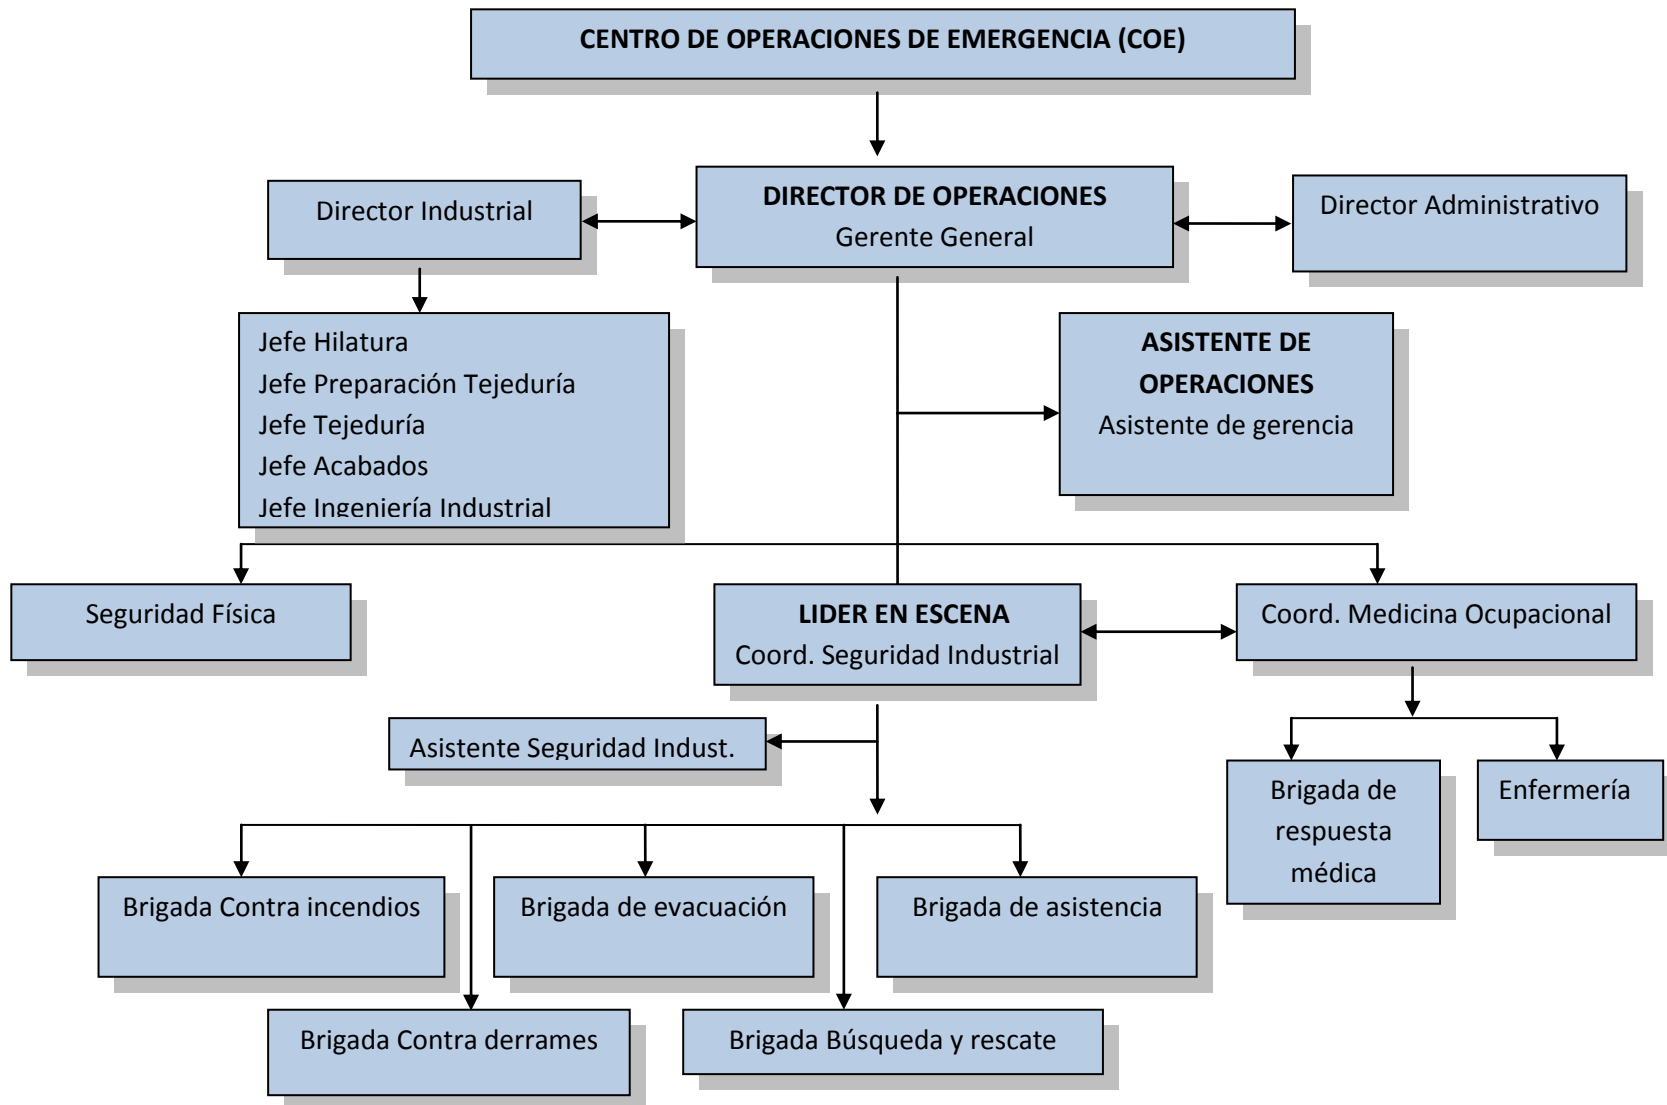 CENTRO DE OPERACIONES DE EMERGENCIA (COE)
Director Industrial
DIRECTOR DE OPERACIONES
Gerente General
Director Administrativo
Jefe Hilatura
Jefe Preparación Tejeduría
Jefe Tejeduría
Jefe Acabados
Jefe Ingeniería Industrial
ASISTENTE DE
OPERACIONES
Asistente de gerencia
Seguridad Física
LIDER EN ESCENA
Coord. Seguridad Industrial
Coord. Medicina Ocupacional
Asistente Seguridad Indust.
Brigada de
respuesta
médica
Enfermería
Brigada Contra incendios
Brigada de evacuación
Brigada de asistencia
Brigada Contra derrames
Brigada Búsqueda y rescate